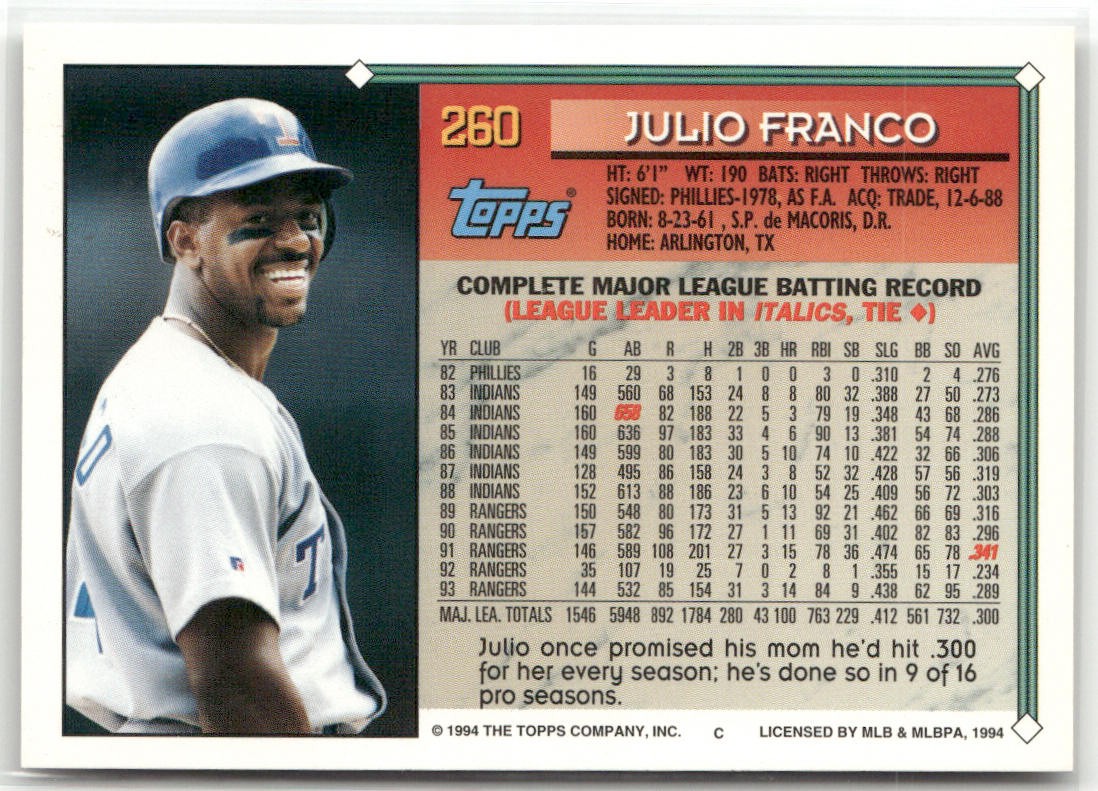 260 JULIO FRANCO
topps®
HT: 6'1" WT: 190 BATS: RIGHT THROWS: RIGHT
SIGNED: PHILLIES-1978, AS F.A. ACQ: TRADE, 12-6-88
BORN: 8-23-61 , S.P. de MACORIS, D.R.
HOME: ARLINGTON, TX
COMPLETE MAJOR LEAGUE BATTING RECORD
(LEAGUE LEADER IN ITALICS, TIE ♦)
YR CLUB G AB R H 2B 3B HR RBI SB SLG BB SO AVG
82 PHILLIES 16 29 3 8 1 0 0 3 0 .310 2 4 .276
83 INDIANS 149 560 68 153 24 8 8 80 32 .388 27 50 .273
84 INDIANS 160 658 82 188 22 5 3 79 19 .348 43 68 .286
85 INDIANS 160 636 97 183 33 4 6 90 13 .381 54 74 .288
86 INDIANS 149 599 80 183 30 5 10 74 10 .422 32 66 .306
87 INDIANS 128 495 86 158 24 3 8 52 32 .428 57 56 .319
88 INDIANS 152 613 88 186 23 6 10 54 25 .409 56 72 .303
89 RANGERS 150 548 80 173 31 5 13 92 21 .462 66 69 .316
90 RANGERS 157 582 96 172 27 1 11 69 31 .402 82 83 .296
91 RANGERS 146 589 108 201 27 3 15 78 36 .474 65 78 .341
92 RANGERS 35 107 19 25 7 0 2 8 1 .355 15 17 .234
93 RANGERS 144 532 85 154 31 3 14 84 9 .438 62 95 .289
MAJ. LEA. TOTALS 1546 5948 892 1784 280 43 100 763 229 .412 561 732 .300
Julio once promised his mom he'd hit .300
for her every season; he's done so in 9 of 16
pro seasons.
© 1994 THE TOPPS COMPANY, INC. C LICENSED BY MLB & MLBPA, 1994
T